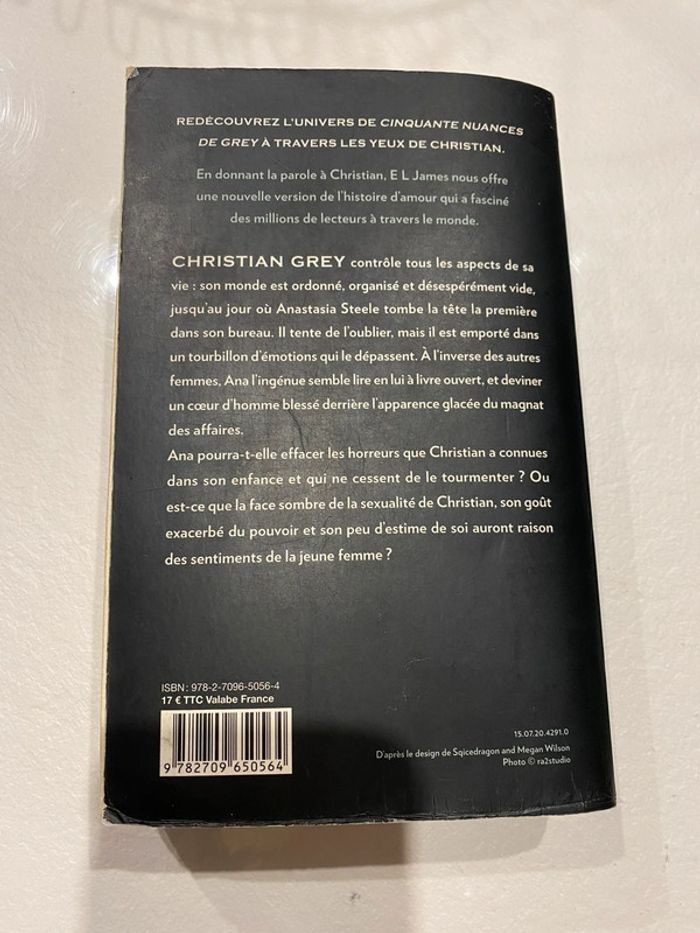 REDÉCOUVREZ L'UNIVERS DE CINQUANTE NUANCES
DE GREY À TRAVERS LES YEUX DE CHRISTIAN.
En donnant la parole à Christian, E L James nous offre
une nouvelle version de l'histoire d'amour qui a fasciné
des millions de lecteurs à travers le monde.
CHRISTIAN GREY contrôle tous les aspects de sa
vie : son monde est ordonné, organisé et désespérément vide,
jusqu'au jour où Anastasia Steele tombe la tête la première
dans son bureau. Il tente de l'oublier, mais il est emporté dans
un tourbillon d'émotions qui le dépassent. À l'inverse des autres
femmes, Ana l'ingénue semble lire en lui à livre ouvert, et deviner
un cœur d'homme blessé derrière l'apparence glacée du magnat
des affaires.
Ana pourra-t-elle effacer les horreurs que Christian a connues
dans son enfance et qui ne cessent de le tourmenter ? Ou
est-ce que la face sombre de la sexualité de Christian, son goût
exacerbé du pouvoir et son peu d'estime de soi auront raison
des sentiments de la jeune femme ?
ISBN : 978-2-7096-5056-4
17 € TTC Valabe France
9 782709 650564
15.07.20.4291.0
D'après le design de Sqicedragon and Megan Wilson
Photo © ra2studio